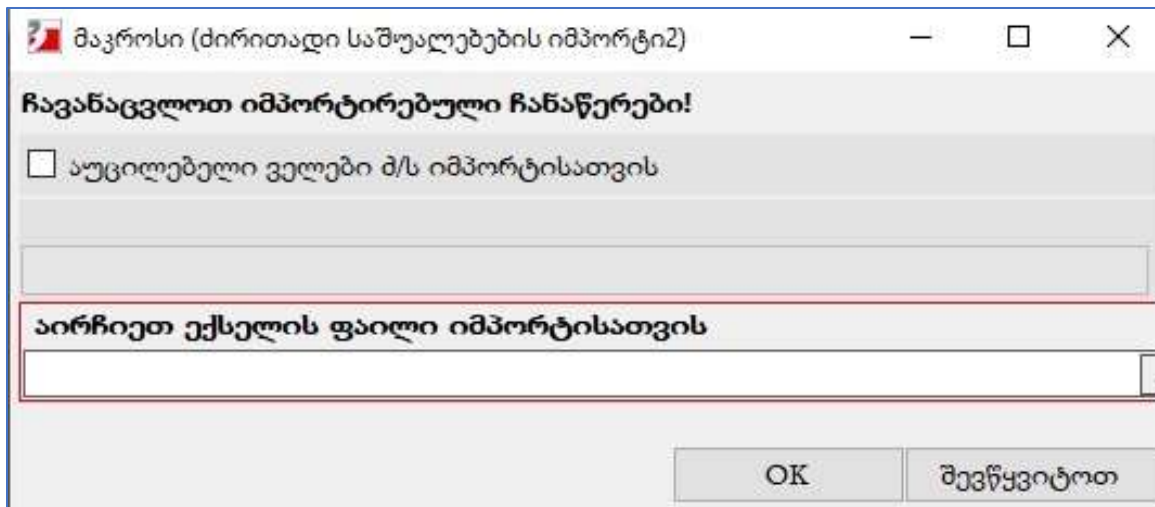 მაკროსი (ძირითადი საშუალებების იმპორტი2)
ჩავანაცვლოთ იმპორტირებული ჩანაწერები!
აუცილებელი ველები ძ/ს იმპორტისათვის
აირჩიეთ ექსელის ფაილი იმპორტისათვის
OK შევწყვიტოთ